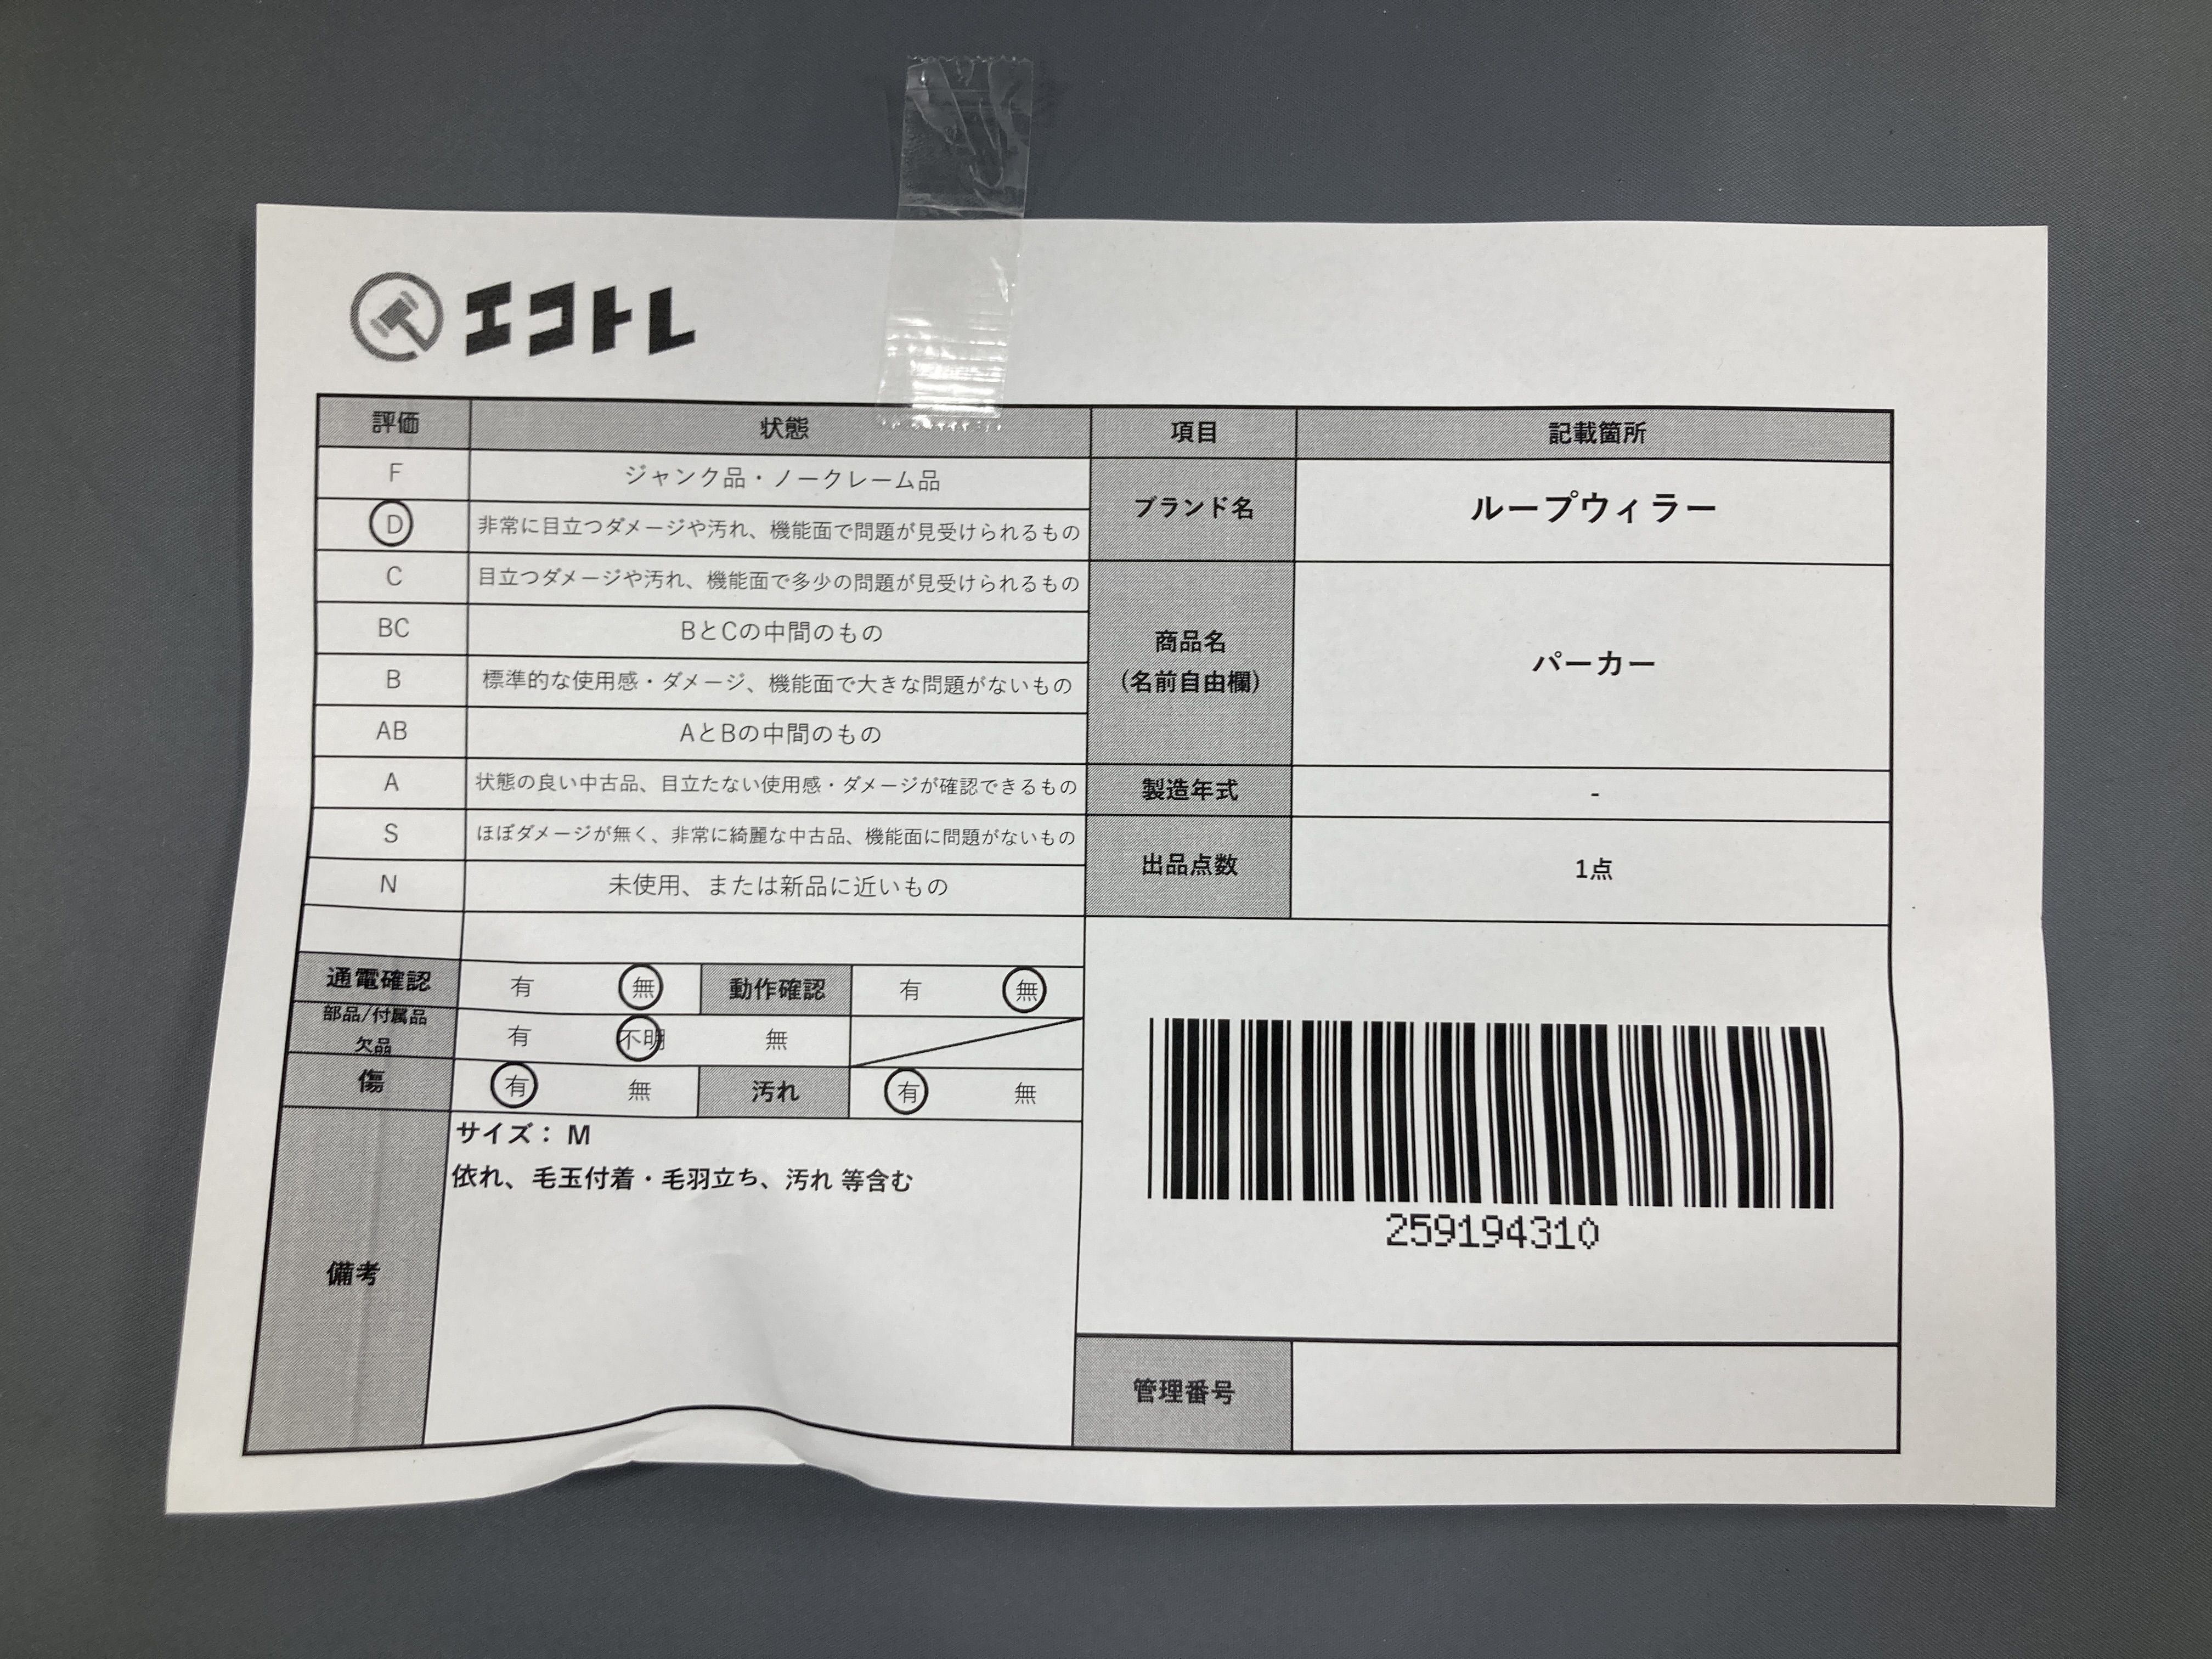 エコトレ
評価 状態 項目 記載箇所
F ジャンク品・ノークレーム品
D 非常に目立つダメージや汚れ、機能面で問題が見受けられるもの
ブランド名 ループウィラー
C 目立つダメージや汚れ、機能面で多少の問題が見受けられるもの
BC BとCの中間のもの
商品名
(名前自由欄)
パーカー
B 標準的な使用感・ダメージ、機能面で大きな問題がないもの
AB AとBの中間のもの
A 状態の良い中古品、目立たない使用感・ダメージが確認できるもの
製造年式 -
S ほぼダメージが無く、非常に綺麗な中古品、機能面に問題がないもの
出品点数 1点
N 未使用、または新品に近いもの
通電確認 有 無 動作確認 有 無
部品/付属品
欠品
有 不明 無
傷 有 無 汚れ 有 無
備考
サイズ： M
依れ、毛玉付着・毛羽立ち、汚れ 等含む
259194310
管理番号